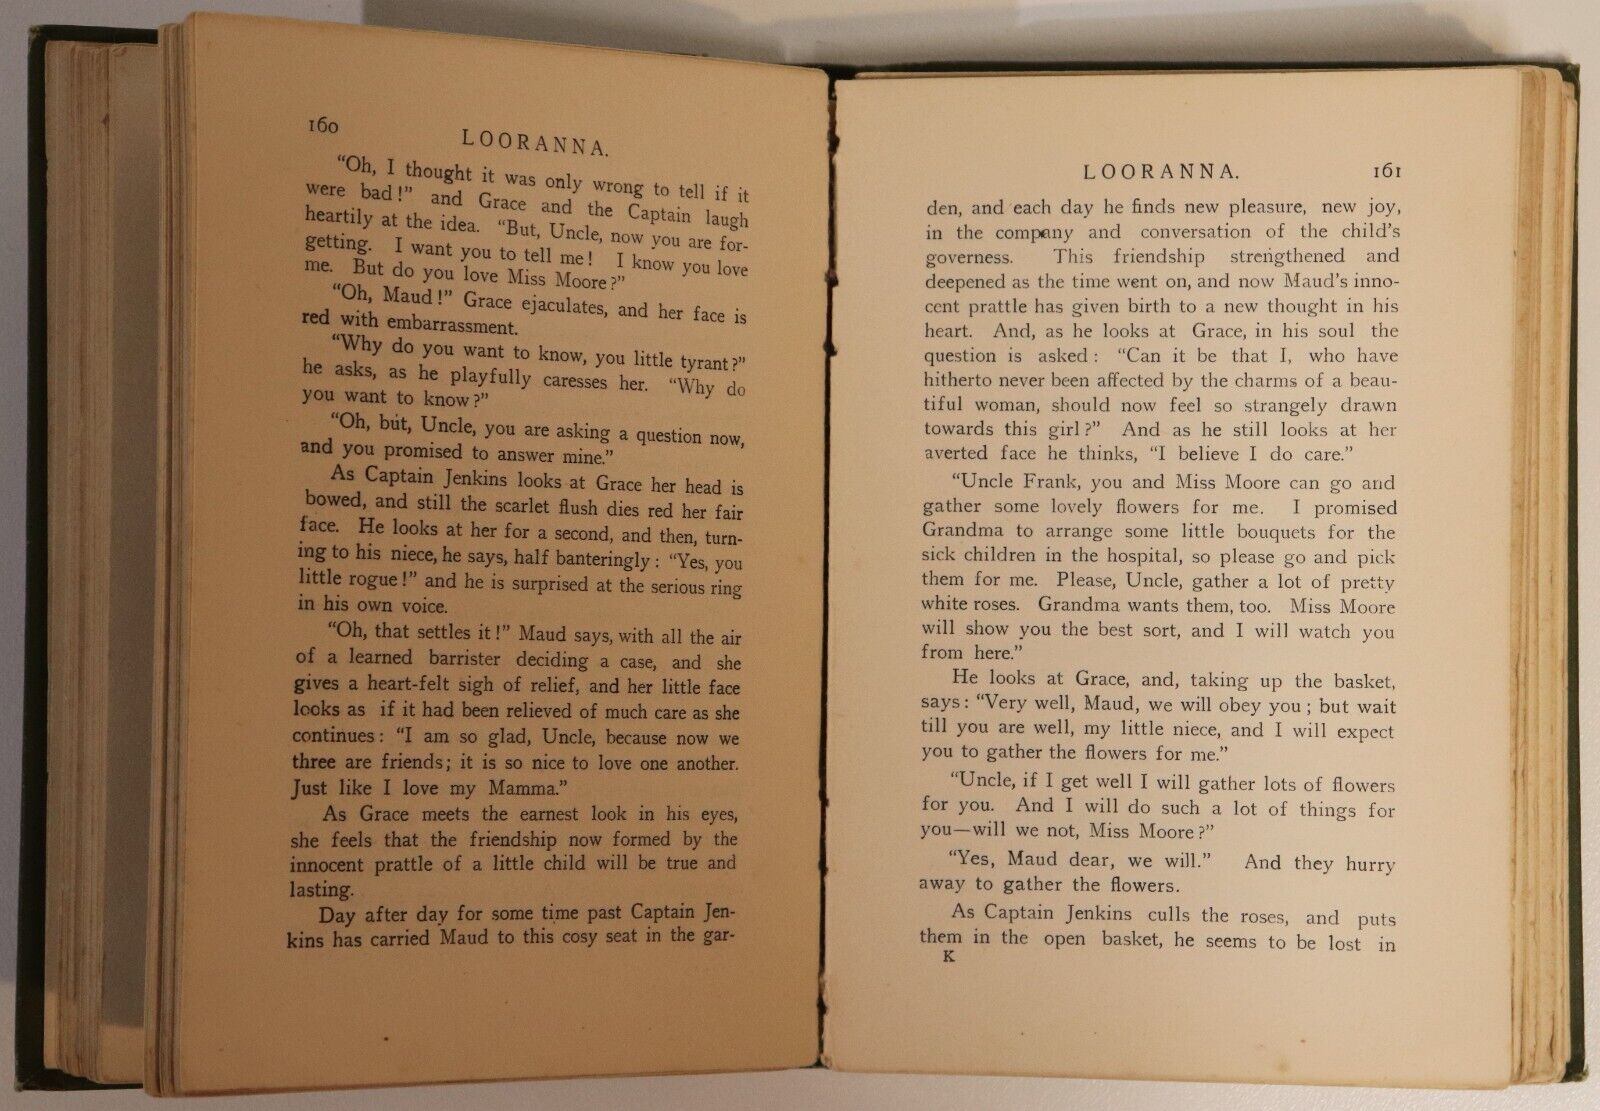 160
LOORANNA.
“Oh, I thought it was only wrong to tell if it
were bad!” and Grace and the Captain laugh
heartily at the idea. “But, Uncle, now you are for-
getting. I want you to tell me! I know you love
me. But do you love Miss Moore?”
“Oh, Maud!” Grace ejaculates, and her face is
red with embarrassment.
“Why do you want to know, you little tyrant?”
he asks, as he playfully caresses her. “Why do
you want to know?”
“Oh, but, Uncle, you are asking a question now,
and you promised to answer mine.”
As Captain Jenkins looks at Grace her head is
bowed, and still the scarlet flush dies red her fair
face. He looks at her for a second, and then, turn-
ing to his niece, he says, half banteringly: “Yes, you
little rogue!” and he is surprised at the serious ring
in his own voice.
“Oh, that settles it!” Maud says, with all the air
of a learned barrister deciding a case, and she
gives a heart-felt sigh of relief, and her little face
looks as if it had been relieved of much care as she
continues: “I am so glad, Uncle, because now we
three are friends; it is so nice to love one another.
Just like I love my Mamma.”
As Grace meets the earnest look in his eyes,
she feels that the friendship now formed by the
innocent prattle of a little child will be true and
lasting.
Day after day for some time past Captain Jen-
kins has carried Maud to this cosy seat in the gar-
LOORANNA. 161
den, and each day he finds new pleasure, new joy,
in the company and conversation of the child’s
governess. This friendship strengthened and
deepened as the time went on, and now Maud’s inno-
cent prattle has given birth to a new thought in his
heart. And, as he looks at Grace, in his soul the
question is asked: “Can it be that I, who have
hitherto never been affected by the charms of a beau-
tiful woman, should now feel so strangely drawn
towards this girl?” And as he still looks at her
averted face he thinks, “I believe I do care.”
“Uncle Frank, you and Miss Moore can go and
gather some lovely flowers for me. I promised
Grandma to arrange some little bouquets for the
sick children in the hospital, so please go and pick
them for me. Please, Uncle, gather a lot of pretty
white roses. Grandma wants them, too. Miss Moore
will show you the best sort, and I will watch you
from here.”
He looks at Grace, and, taking up the basket,
says: “Very well, Maud, we will obey you; but wait
till you are well, my little niece, and I will expect
you to gather the flowers for me.”
“Uncle, if I get well I will gather lots of flowers
for you. And I will do such a lot of things for
you—will we not, Miss Moore?”
“Yes, Maud dear, we will.” And they hurry
away to gather the flowers.
As Captain Jenkins culls the roses, and puts
them in the open basket, he seems to be lost in
K